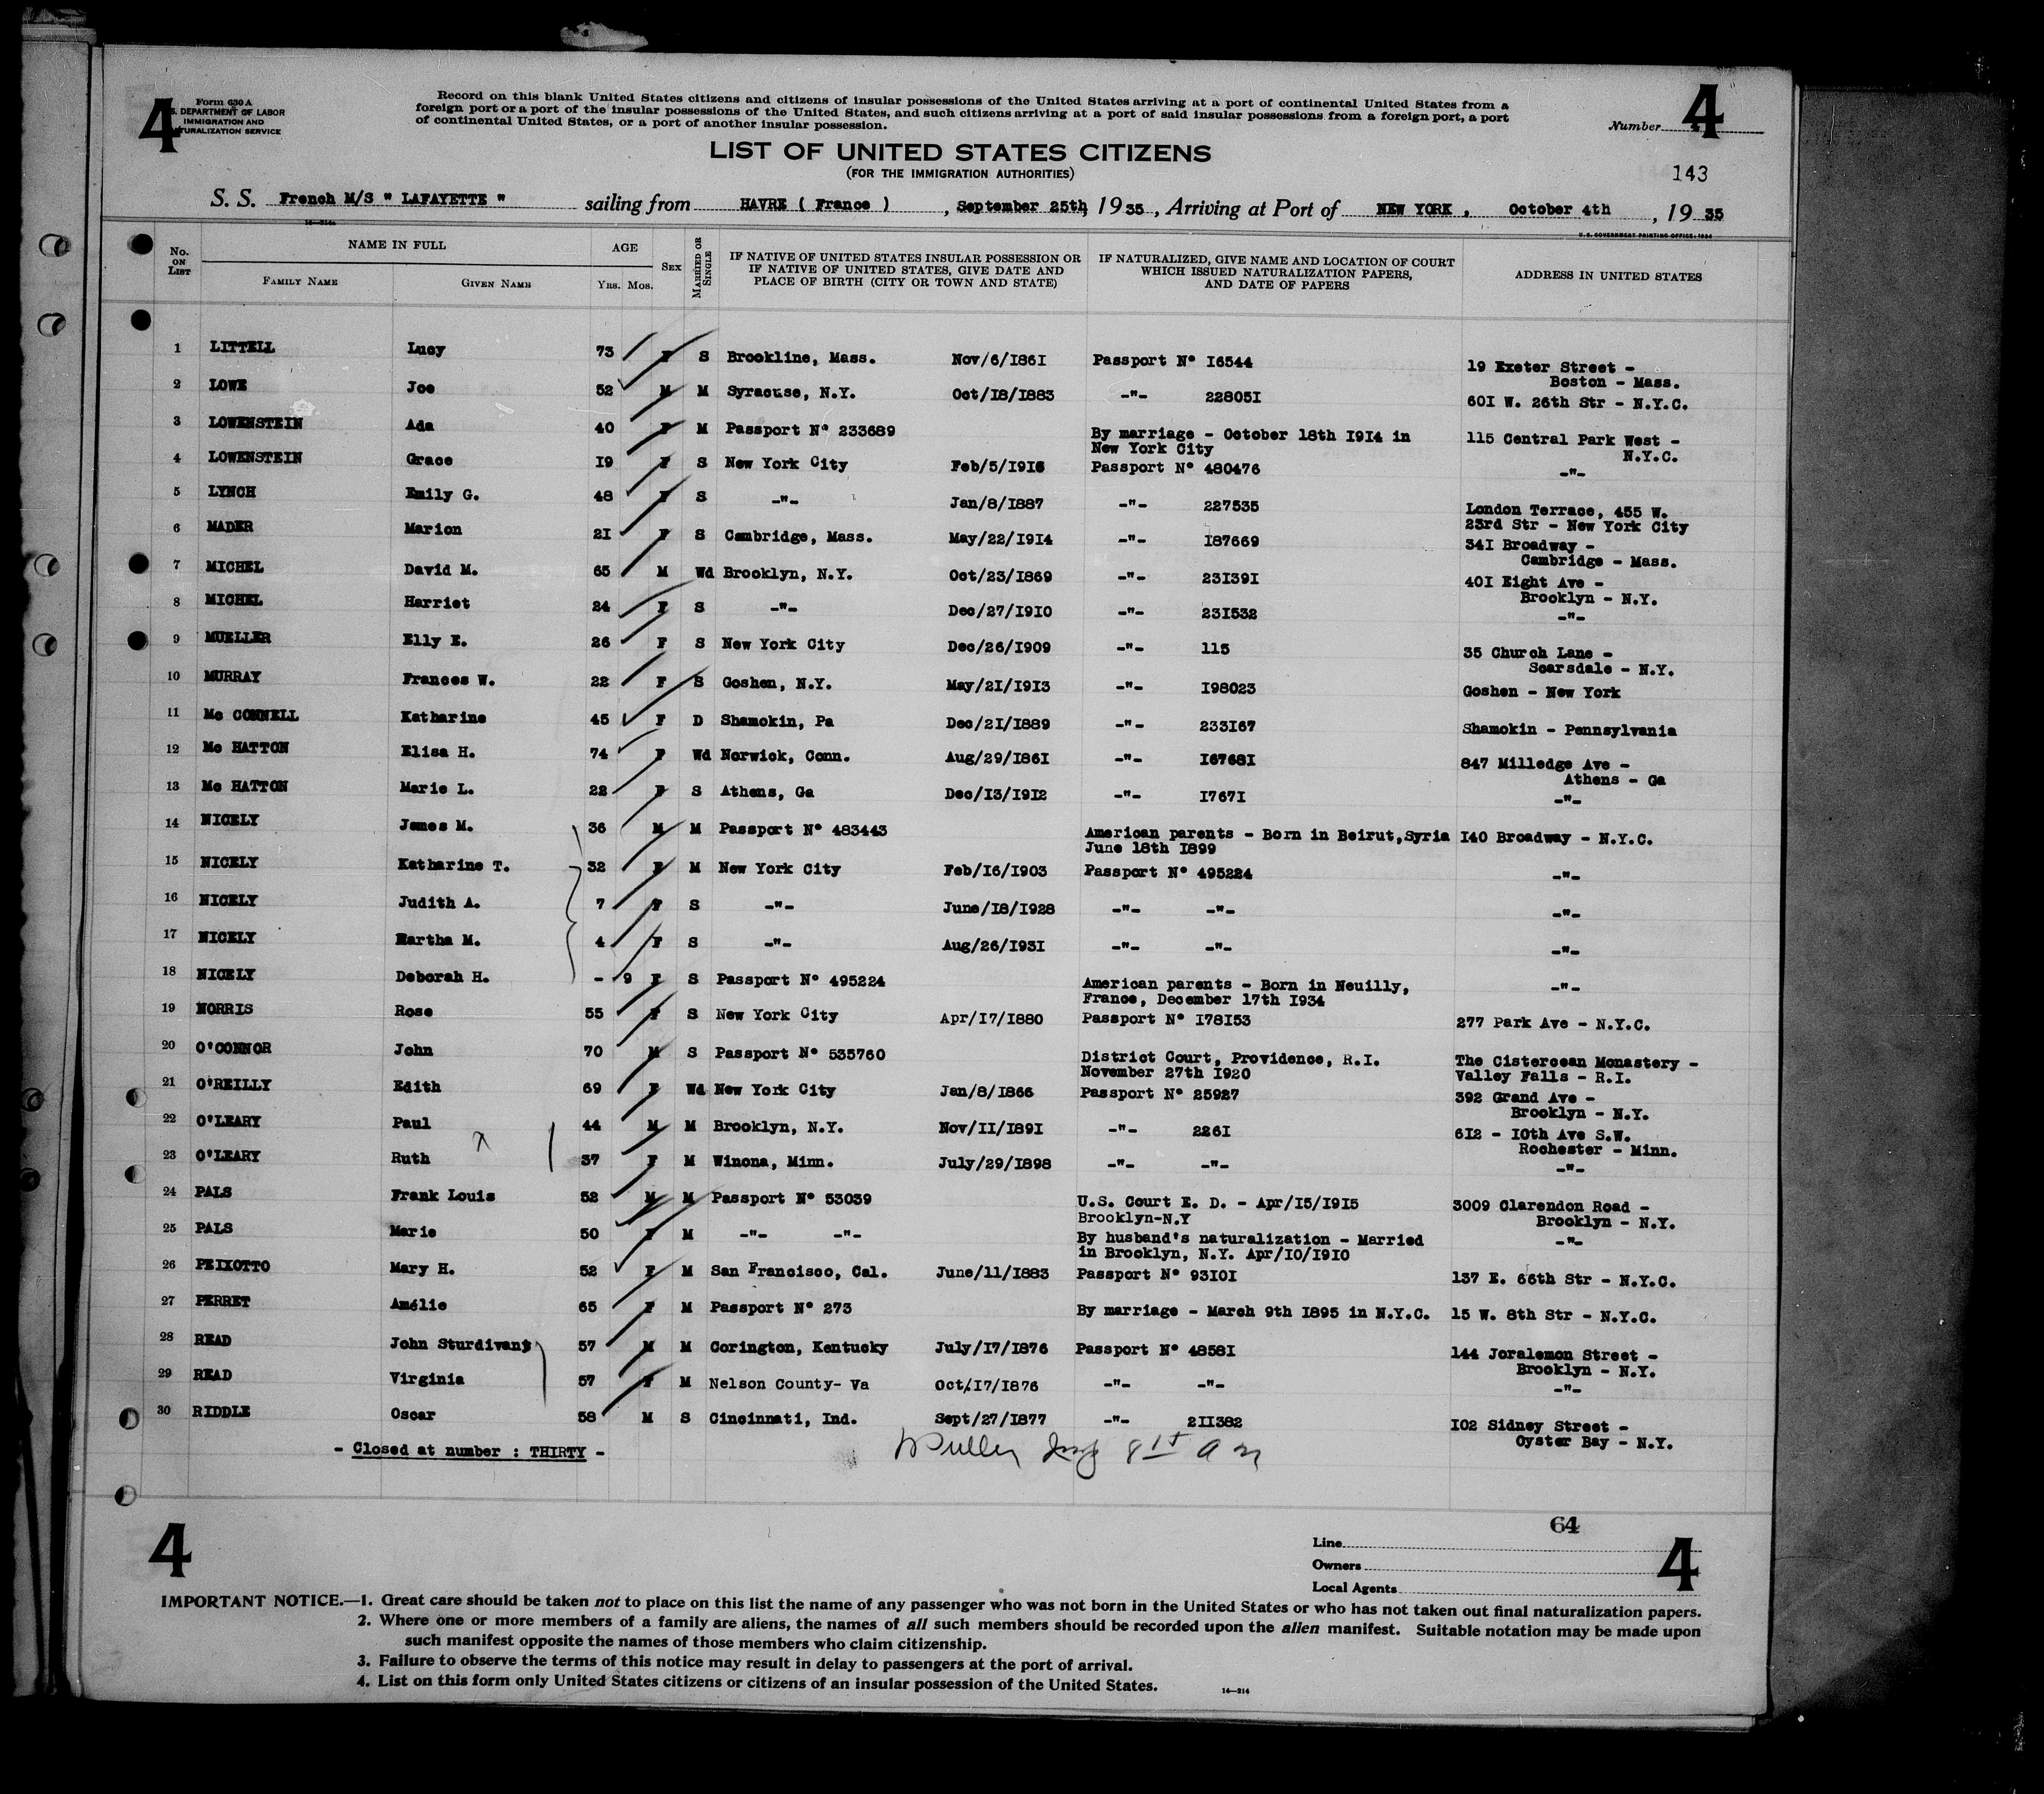 4
Form 630 A
S. DEPARTMENT OF LABOR
IMMIGRATION AND
TURALIZATION SERVICE
Record on this blank United States citizens and citizens of insular possessions of the United States arriving at a port of continental United States from a
foreign port or a port of the insular possessions of the United States, and such citizens arriving at a port of said insular possessions from a foreign port, a port
of continental United States, or a port of another insular possession.
Number 4
LIST OF UNITED STATES CITIZENS
(FOR THE IMMIGRATION AUTHORITIES)
143
S. S. French M/S " LAFAYETTE " sailing from HAVRE ( France ) , September 25th, 1935, Arriving at Port of NEW YORK , October 4th , 1935
16—214a
U. S. GOVERNMENT PRINTING OFFICE: 1934
No. ON LIST
NAME IN FULL
FAMILY NAME
GIVEN NAME
AGE
YRS. MOS.
SEX
MARRIED OR SINGLE
IF NATIVE OF UNITED STATES INSULAR POSSESSION OR
IF NATIVE OF UNITED STATES, GIVE DATE AND
PLACE OF BIRTH (CITY OR TOWN AND STATE)
IF NATURALIZED, GIVE NAME AND LOCATION OF COURT
WHICH ISSUED NATURALIZATION PAPERS,
AND DATE OF PAPERS
ADDRESS IN UNITED STATES
1 LITTELL Lucy 73 F S Brookline, Mass. Nov/6/1861 Passport N° 16544 19 Exeter Street -
Boston - Mass.
2 LOWE Joe 52 M M Syracuse, N.Y. Oct/18/1883 -"- 228051 601 W. 26th Str - N.Y.C.
3 LOWENSTEIN Ada 40 F M Passport N° 233689 By marriage - October 18th 1914 in 115 Central Park West -
New York City N.Y.C.
4 LOWENSTEIN Grace 19 F S New York City Feb/5/1916 Passport N° 480476 -"-
5 LYNCH Emily G. 48 F S -"- Jan/8/1887 -"- 227535 London Terrace, 455 W.
23rd Str - New York City
6 MADER Marion 21 F S Cambridge, Mass. May/22/1914 -"- 187669 341 Broadway -
Cambridge - Mass.
7 MICHEL David M. 65 M Wd Brooklyn, N.Y. Oct/23/1869 -"- 231391 401 Eight Ave -
Brooklyn - N.Y.
8 MICHEL Harriet 24 F S -"- Dec/27/1910 -"- 231532 -"-
9 MUELLER Elly E. 26 F S New York City Dec/26/1909 -"- 115 35 Church Lane -
Scarsdale - N.Y.
10 MURRAY Frances W. 22 F S Goshen, N.Y. May/21/1913 -"- 198023 Goshen - New York
11 Mc CONNELL Katharine 45 F D Shamokin, Pa Dec/21/1889 -"- 233167 Shamokin - Pennsylvania
12 Mc HATTON Elisa H. 74 F Wd Norwick, Conn. Aug/29/1861 -"- 167681 847 Milledge Ave -
Athens - Ga
13 Mc HATTON Marie L. 22 F S Athens, Ga Dec/13/1912 -"- 17671 -"-
14 NICELY James M. 36 M M Passport N° 483443 American parents - Born in Beirut,Syria 140 Broadway - N.Y.C.
June 18th 1899
15 NICELY Katharine T. 32 F M New York City Feb/16/1903 Passport N° 495224 -"-
16 NICELY Judith A. 7 F S -"- June/18/1928 -"- -"- -"-
17 NICELY Martha M. 4 F S -"- Aug/26/1931 -"- -"- -"-
18 NICELY Deborah H. - 9 F S Passport N° 495224 American parents - Born in Neuilly, -"-
France, December 17th 1934
19 NORRIS Rose 55 F S New York City Apr/17/1880 Passport N° 178153 277 Park Ave - N.Y.C.
20 O'CONNOR John 70 M S Passport N° 535760 District Court, Providence, R.I. The Cistercean Monastery -
November 27th 1920 Valley Falls - R.I.
21 O'REILLY Edith 69 F Wd New York City Jan/8/1866 Passport N° 25927 392 Grand Ave -
Brooklyn - N.Y.
22 O'LEARY Paul 44 M M Brooklyn, N.Y. Nov/11/1891 -"- 2261 612 - 10th Ave S.W.
Rochester - Minn.
23 O'LEARY Ruth 37 F M Winona, Minn. July/29/1898 -"- -"- -"-
24 PALS Frank Louis 52 M M Passport N° 53039 U.S. Court E. D. - Apr/15/1915 3009 Clarendon Road -
Brooklyn-N.Y Brooklyn - N.Y.
25 PALS Marie 50 F M -"- -"- By husband's naturalization - Married -"-
in Brooklyn, N.Y. Apr/10/1910
26 PEIXOTTO Mary H. 52 F M San Francisco, Cal. June/11/1883 Passport N° 93101 137 E. 66th Str - N.Y.C.
27 PERRET Amélie 65 F M Passport N° 273 By marriage - March 9th 1895 in N.Y.C. 15 W. 8th Str - N.Y.C.
28 READ John Sturdivant 57 M M Corington, Kentucky July/17/1876 Passport N° 48581 144 Joralemon Street -
Brooklyn - N.Y.
29 READ Virginia 57 F M Nelson County- Va Oct/17/1876 -"- -"- -"-
30 RIDDLE Oscar 58 M S Cincinnati, Ind. Sept/27/1877 -"- 211382 102 Sidney Street -
Oyster Bay - N.Y.
- Closed at number : THIRTY -
64
4
Line
Owners
Local Agents
4
IMPORTANT NOTICE.—1. Great care should be taken not to place on this list the name of any passenger who was not born in the United States or who has not taken out final naturalization papers.
2. Where one or more members of a family are aliens, the names of all such members should be recorded upon the alien manifest. Suitable notation may be made upon
such manifest opposite the names of those members who claim citizenship.
3. Failure to observe the terms of this notice may result in delay to passengers at the port of arrival.
4. List on this form only United States citizens or citizens of an insular possession of the United States.
14—214